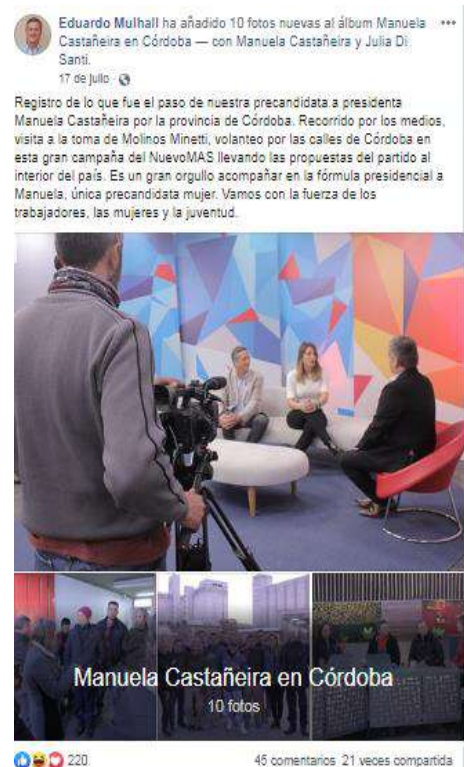 Eduardo Mulhall ha añadido 10 fotos nuevas al álbum Manuela
Castañeira en Córdoba — con Manuela Castañeira y Julia Di
Santi.
17 de julio
Registro de lo que fue el paso de nuestra precandidata a presidenta
Manuela Castañeira por la provincia de Córdoba. Recorrido por los medios,
visita a la toma de Molinos Minetti, volanteo por las calles de Córdoba en
esta gran campaña del NuevoMAS llevando las propuestas del partido al
interior del país. Es un gran orgullo acompañar en la fórmula presidencial a
Manuela, única precandidata mujer. Vamos con la fuerza de los
trabajadores, las mujeres y la juventud.
Manuela Castañeira en Córdoba
10 fotos
220
45 comentarios 21 veces compartida